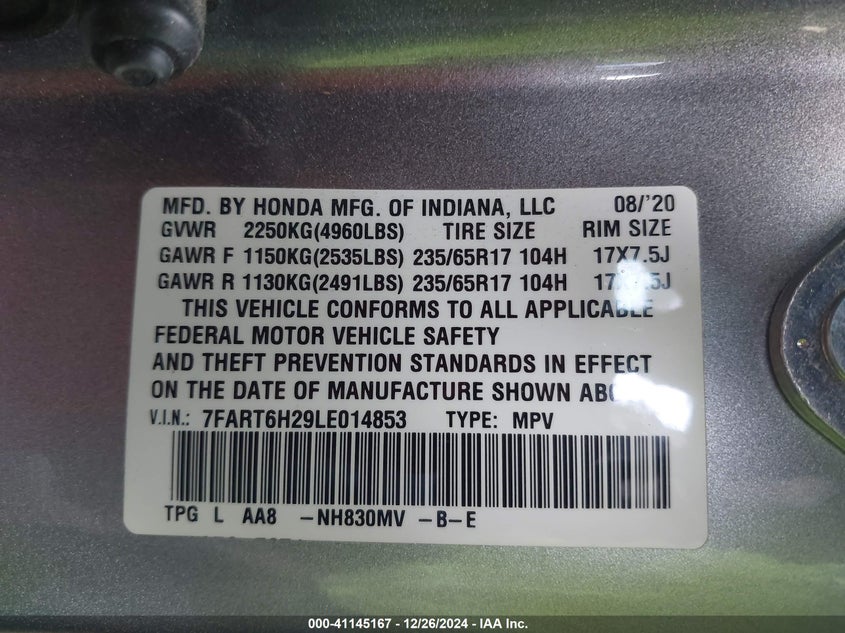 MFD. BY HONDA MFG. OF INDIANA, LLC 08/'20
GVWR 2250KG(4960LBS) TIRE SIZE RIM SIZE
GAWR F 1150KG(2535LBS) 235/65R17 104H 17X7.5J
GAWR R 1130KG(2491LBS) 235/65R17 104H 17X7.5J
THIS VEHICLE CONFORMS TO ALL APPLICABLE
FEDERAL MOTOR VEHICLE SAFETY
AND THEFT PREVENTION STANDARDS IN EFFECT
ON THE DATE OF MANUFACTURE SHOWN
V.I.N.: 7FART6H29LE014853 TYPE: MPV
TPG L AA8 -NH830MV -B-E
000-41145167 - 12/26/2024 - IAA Inc.